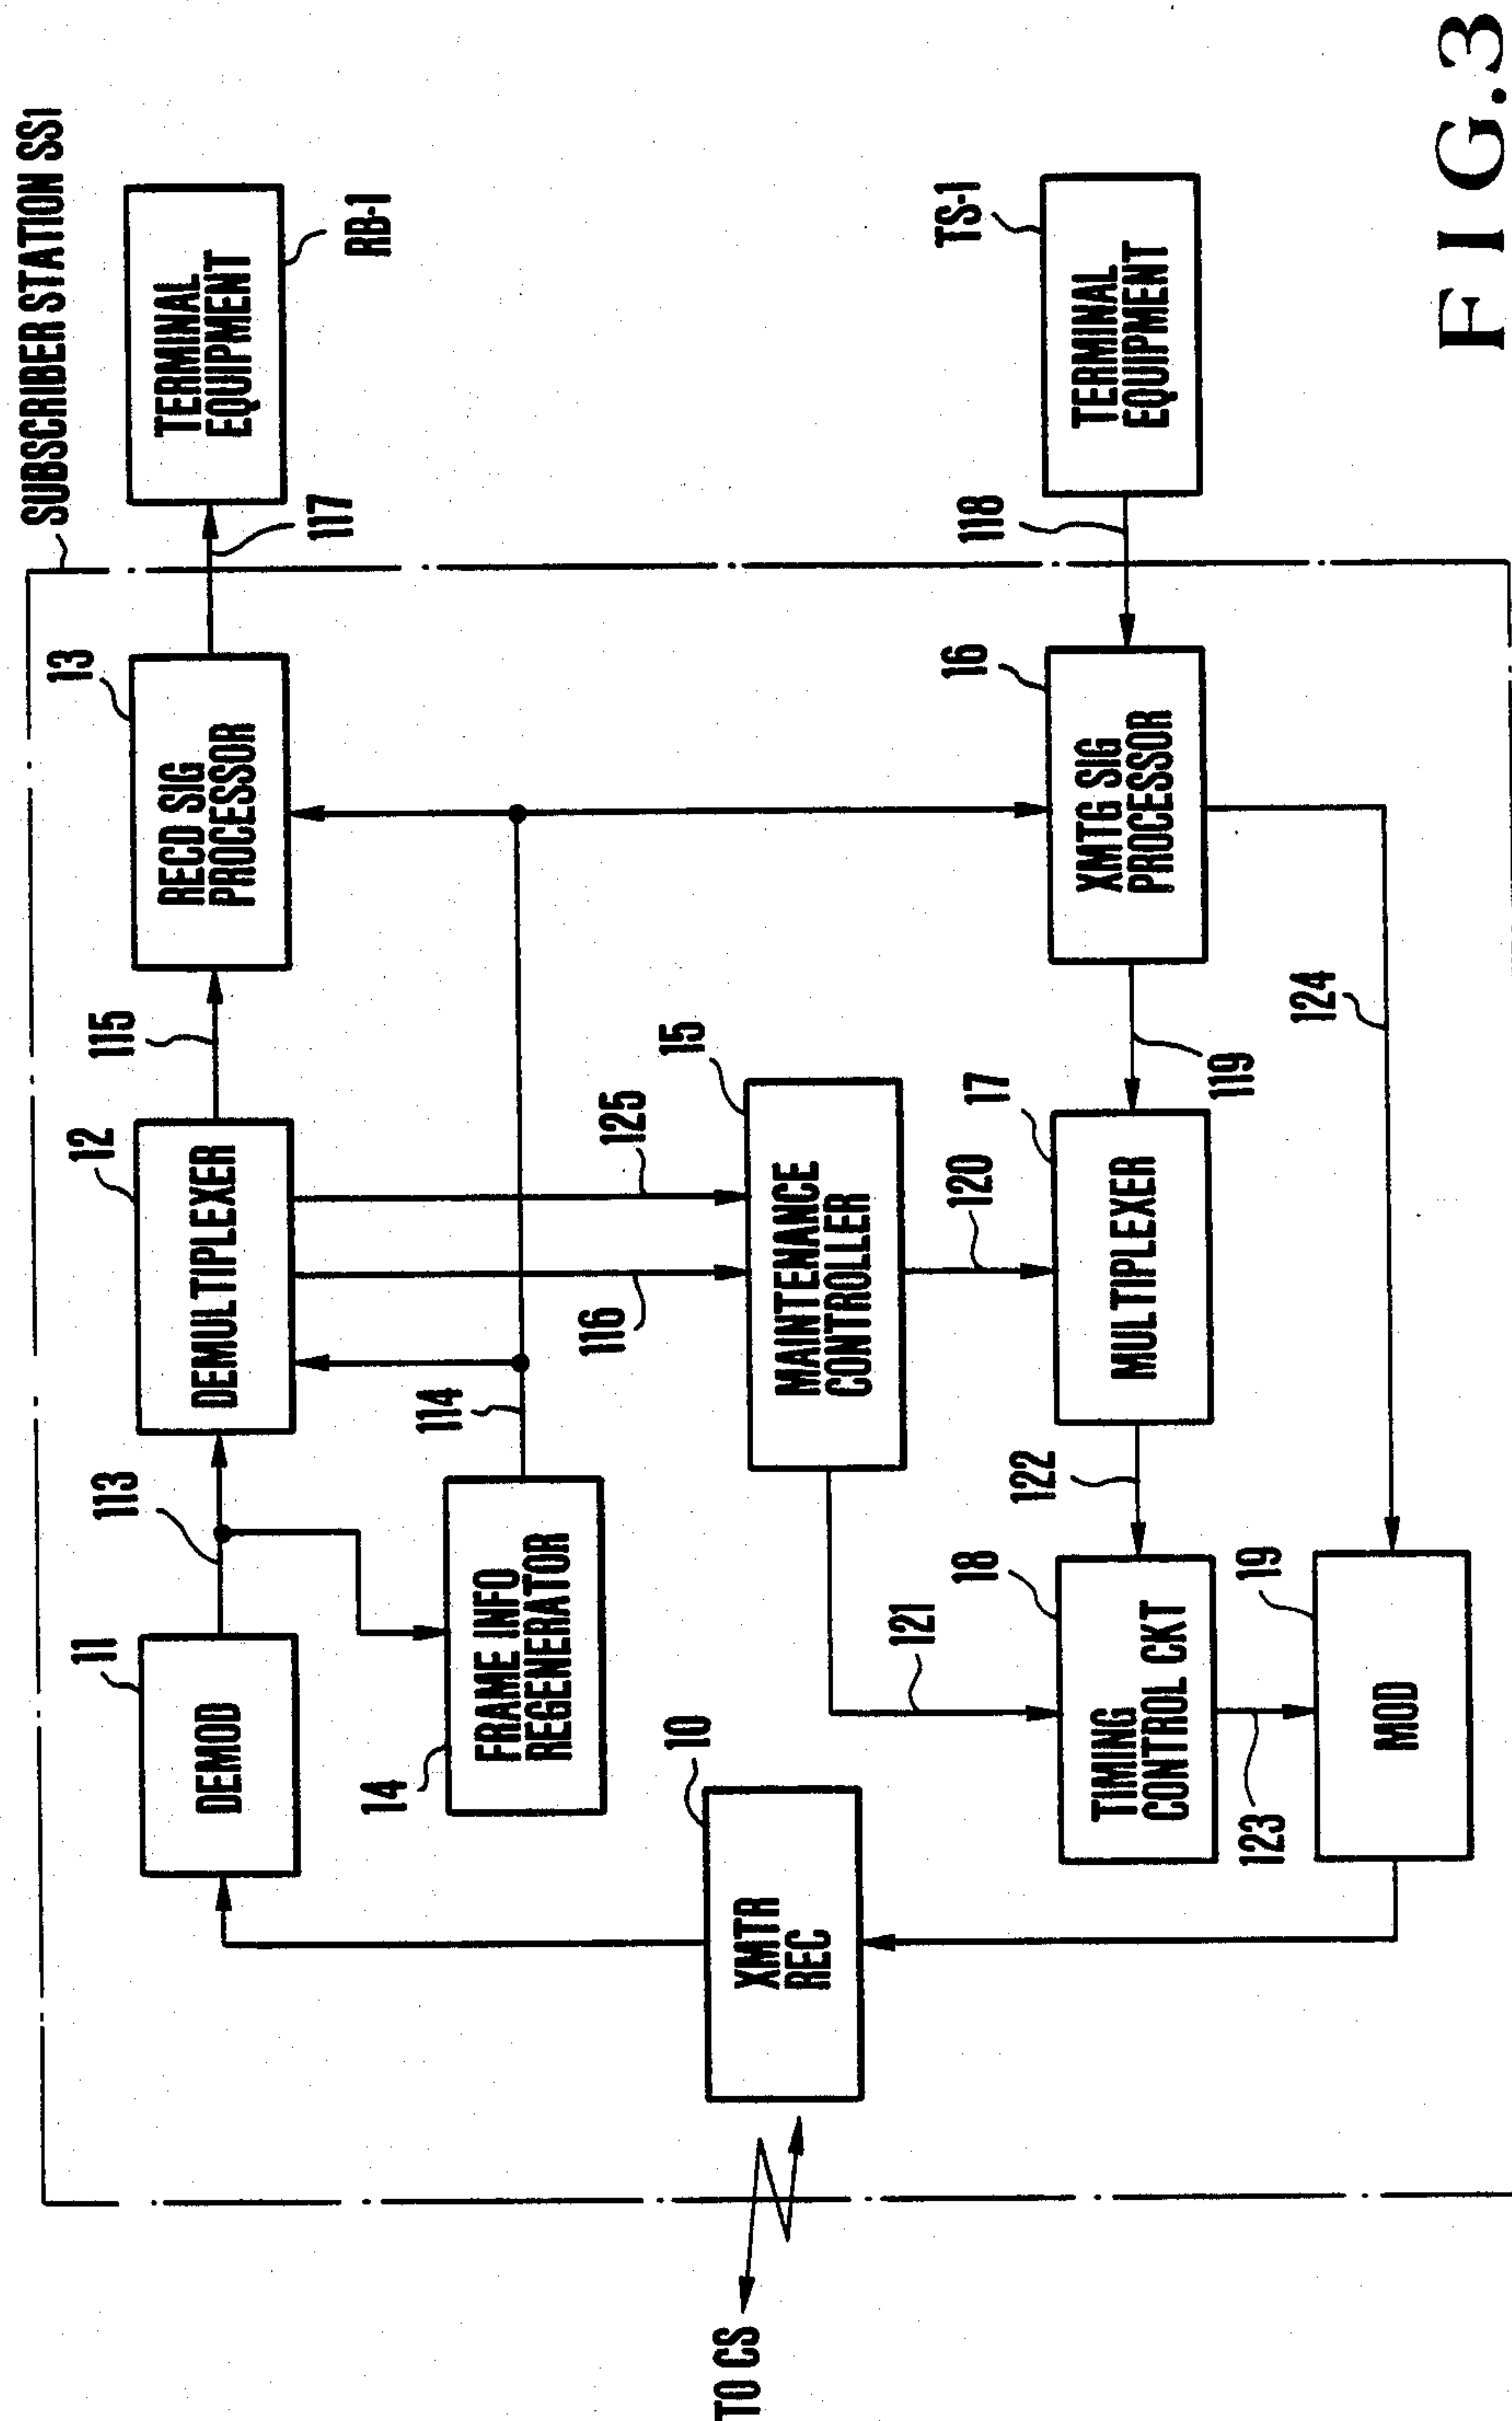 SUBSCRIBER STATION SS1
11
DEMOD
113
12
DEMULTIPLEXER
115
13
RECD SIG
PROCESSOR
117
TERMINAL
EQUIPMENT
RB-1
14
FRAME INFO
REGENERATOR
114
116
125
TO CS
10
XMTR
REC
15
MAINTENANCE
CONTROLLER
121
120
18
TIMING
CONTROL CKT
122
17
MULTIPLEXER
119
16
XMTG SIG
PROCESSOR
118
TS-1
TERMINAL
EQUIPMENT
123
19
MOD
124
FIG.3